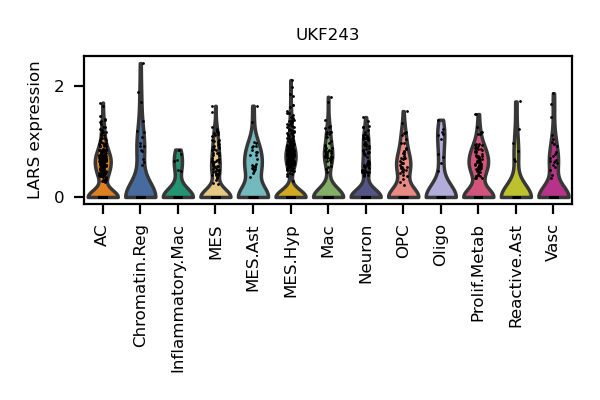 UKF243
LARS expression
2
0
AC
Chromatin.Reg
Inflammatory.Mac
MES
MES.Ast
MES.Hyp
Mac
Neuron
OPC
Oligo
Prolif.Metab
Reactive.Ast
Vasc